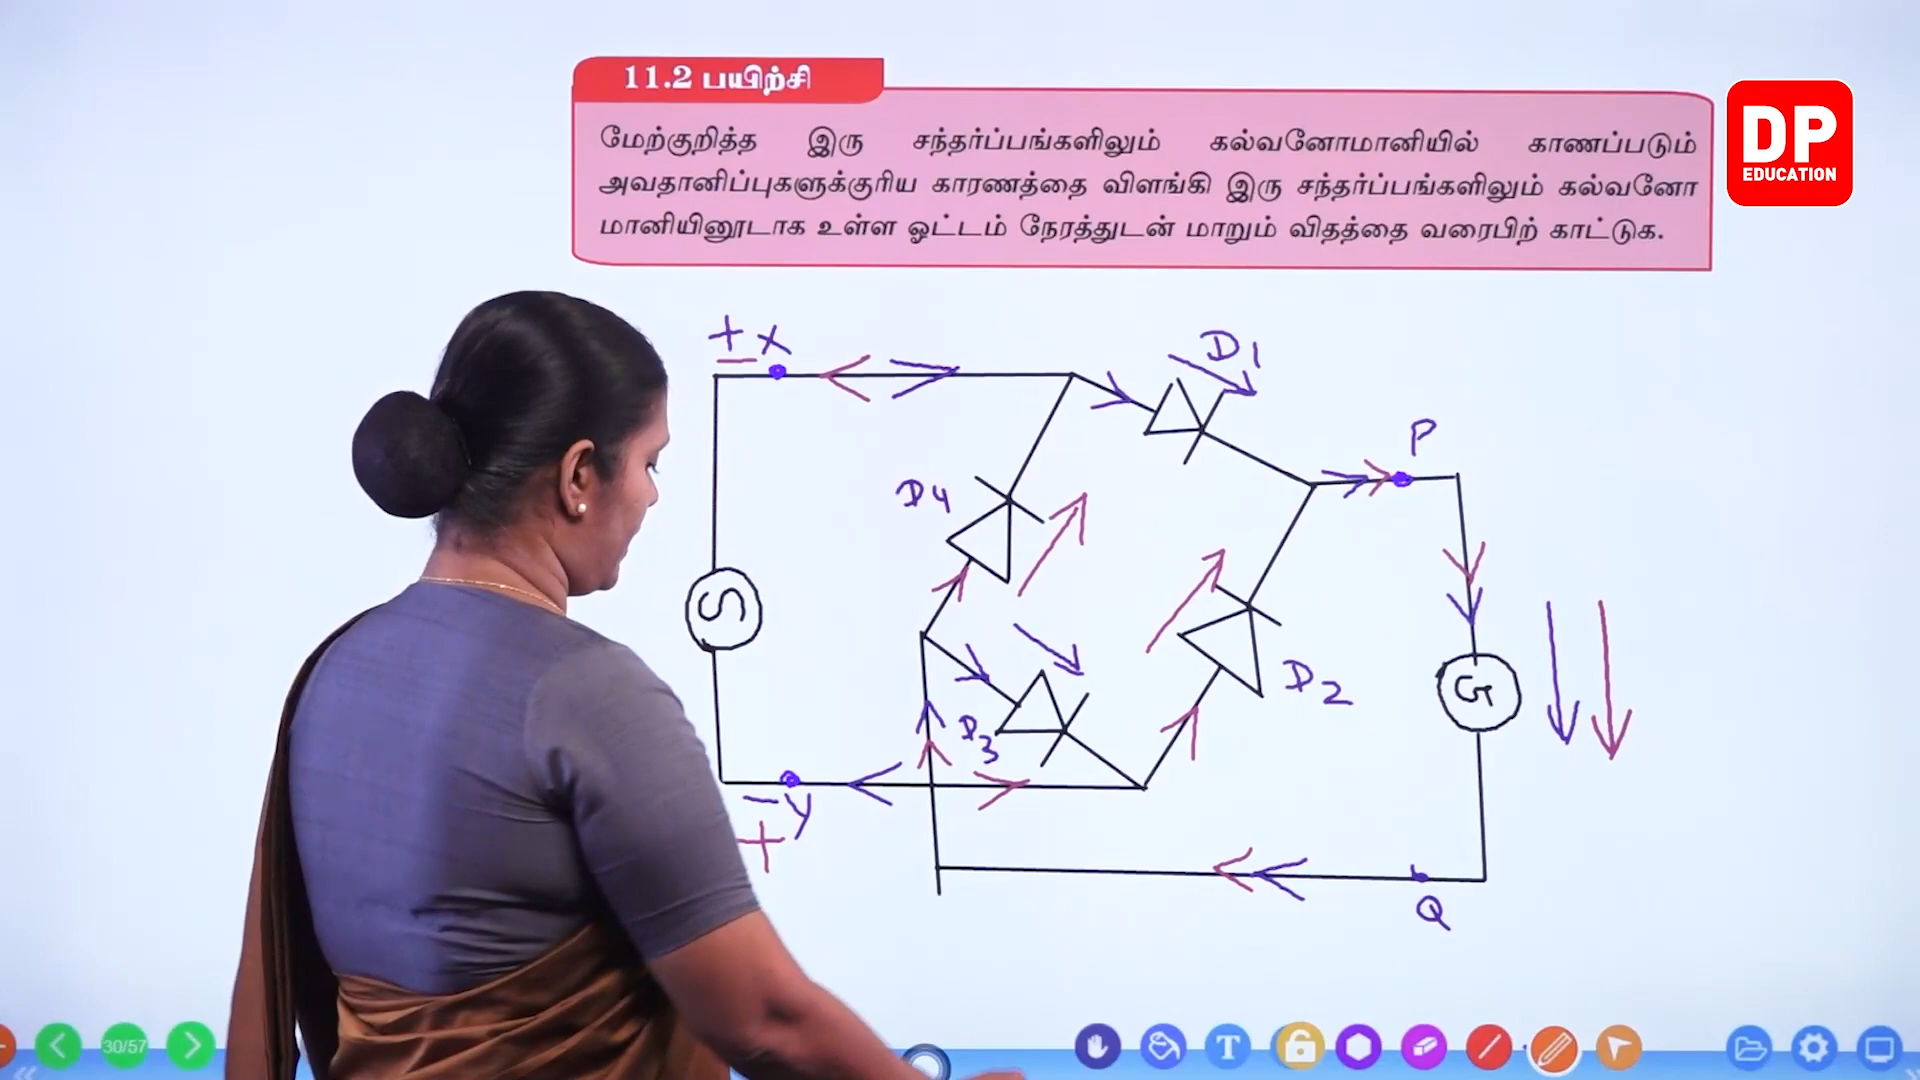 11.2 பயிற்சி
மேற்குறித்த இரு சந்தர்ப்பங்களிலும் கல்வனோமானியில் காணப்படும்
அவதானிப்புகளுக்குரிய காரணத்தை விளங்கி இரு சந்தர்ப்பங்களிலும் கல்வனோ
மானியினூடாக உள்ள ஓட்டம் நேரத்துடன் மாறும் விதத்தை வரைபிற் காட்டுக.
DP
EDUCATION
+ X
−
D1
P
D4
S
D2
G
D3
− Y
+
Q
30/57
T